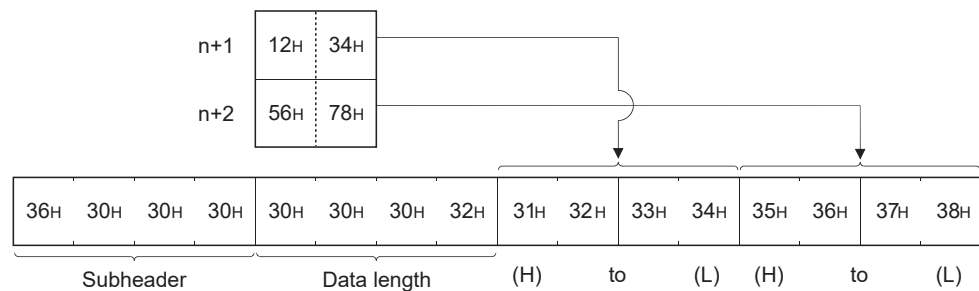 n+1 12H 34H
n+2 56H 78H
36H 30H 30H 30H 30H 30H 30H 32H 31H 32H 33H 34H 35H 36H 37H 38H
Subheader Data length (H) to (L) (H) to (L)